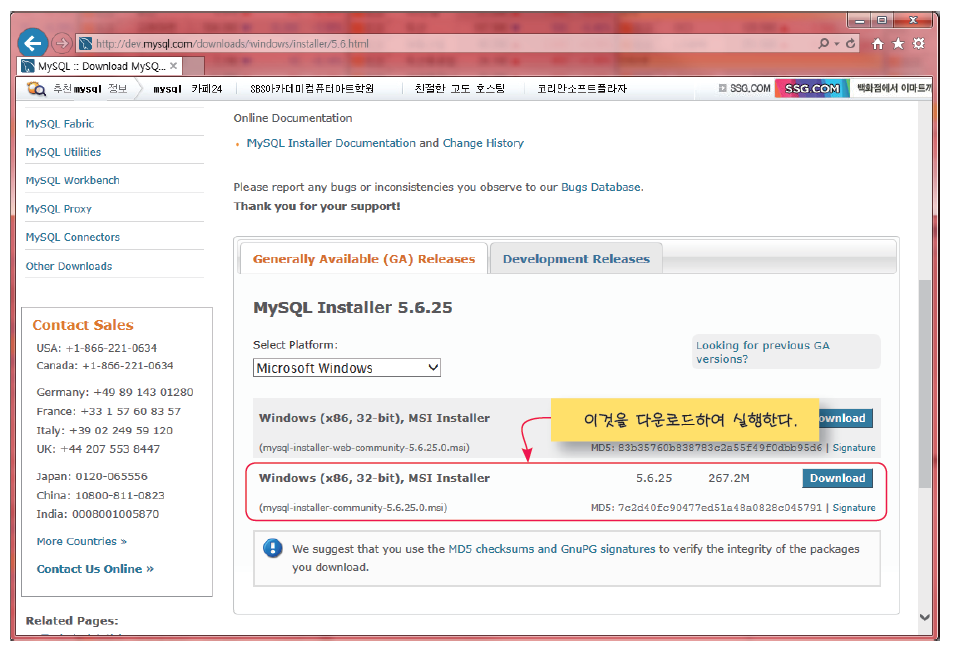 http://dev.mysql.com/downloads/windows/installer/5.6.html
MySQL :: Download MySQ...
추천 mysql 정보 mysql 카페24 SBS아카데미컴퓨터아트학원 친절한 고도 호스팅 코리안소프트플라자 SSG.COM SSG.COM 백화점에서 이마트까
MySQL Fabric
MySQL Utilities
MySQL Workbench
MySQL Proxy
MySQL Connectors
Other Downloads
Contact Sales
USA: +1-866-221-0634
Canada: +1-866-221-0634
Germany: +49 89 143 01280
France: +33 1 57 60 83 57
Italy: +39 02 249 59 120
UK: +44 207 553 8447
Japan: 0120-065556
China: 10800-811-0823
India: 0008001005870
More Countries »
Contact Us Online »
Related Pages:
Online Documentation
MySQL Installer Documentation and Change History
Please report any bugs or inconsistencies you observe to our Bugs Database.
Thank you for your support!
Generally Available (GA) Releases Development Releases
MySQL Installer 5.6.25
Select Platform:
Microsoft Windows
Looking for previous GA
versions?
Windows (x86, 32-bit), MSI Installer
이것을 다운로드하여 실행한다.
ownload
(mysql-installer-web-community-5.6.25.0.msi) MD5: 83b35760b838783c2a55f49f0dbb95d6 | Signature
Windows (x86, 32-bit), MSI Installer 5.6.25 267.2M Download
(mysql-installer-community-5.6.25.0.msi) MD5: 7c2d40fc90477ed51a48a0828c045791 | Signature
We suggest that you use the MD5 checksums and GnuPG signatures to verify the integrity of the packages
you download.